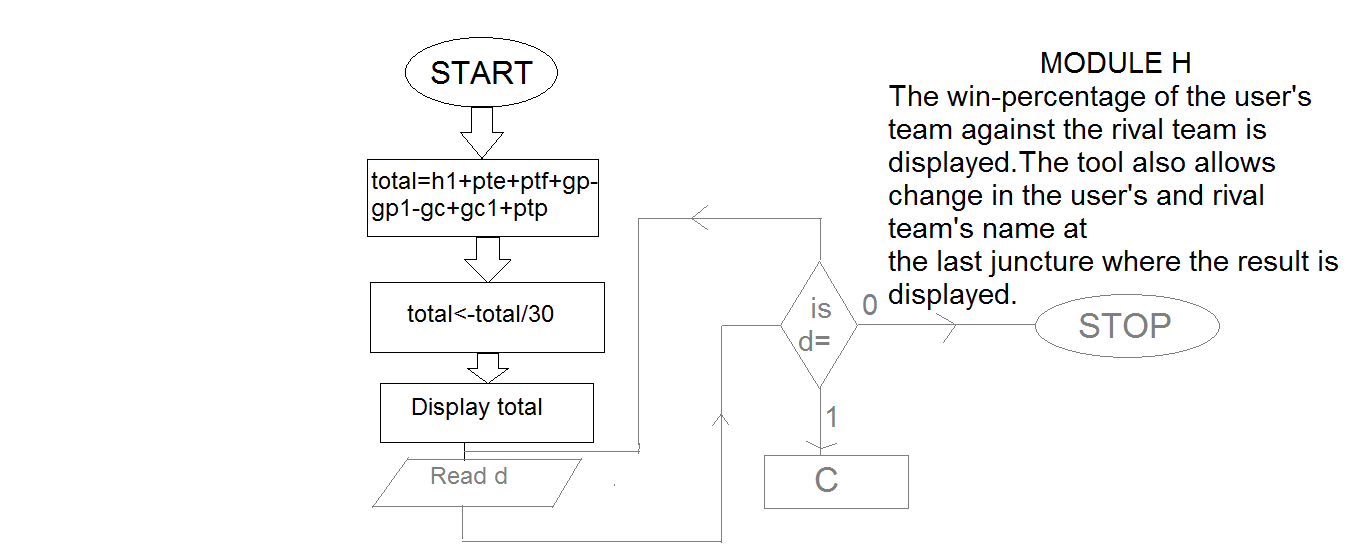 START
total=h1+pte+ptf+gp-
gp1-gc+gc1+ptp
total<-total/30
Display total
Read d
is
d=
0
1
C
STOP
MODULE H
The win-percentage of the user's
team against the rival team is
displayed.The tool also allows
change in the user's and rival
team's name at
the last juncture where the result is
displayed.